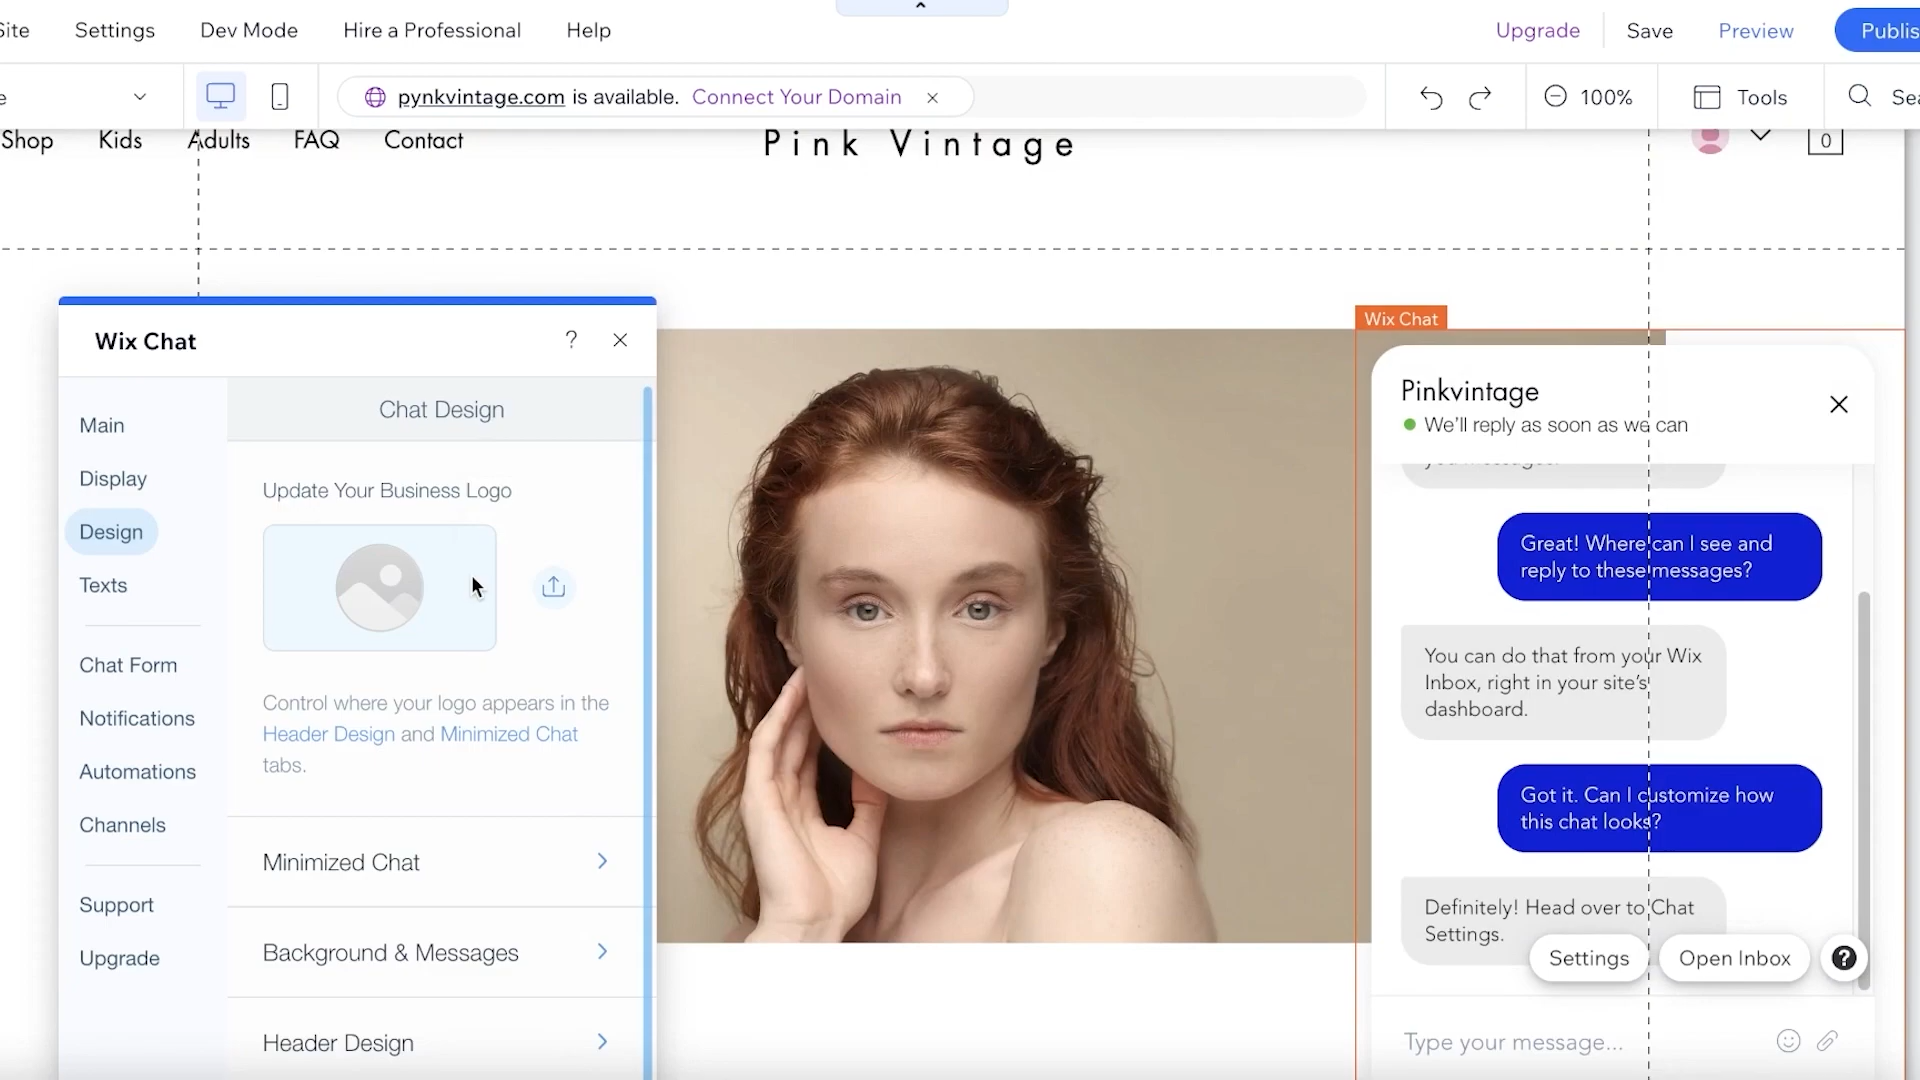 Site
Settings
Dev Mode
Hire a Professional
Help
Upgrade
Save
Preview
Publis
e
pynkvintage.com is available. Connect Your Domain
100%
Tools
Sea
Shop
Kids
Adults
FAQ
Contact
Pink Vintage
0
Wix Chat
?
Main
Display
Design
Texts
Chat Form
Notifications
Automations
Channels
Support
Upgrade
Chat Design
Update Your Business Logo
Control where your logo appears in the
Header Design and Minimized Chat
tabs.
Minimized Chat
Background & Messages
Header Design
Wix Chat
Pinkvintage
We'll reply as soon as we can
you messages.
Great! Where can I see and
reply to these messages?
You can do that from your Wix
Inbox, right in your site's
dashboard.
Got it. Can I customize how
this chat looks?
Definitely! Head over to Chat
Settings.
Settings
Open Inbox
?
Type your message...